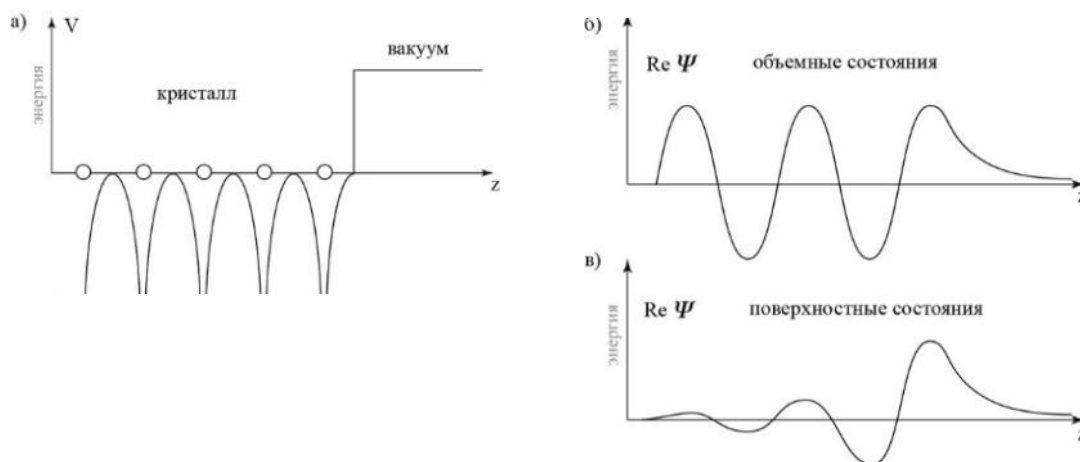 а)
V
энергия
вакуум
кристалл
z
б)
Re Ψ
объемные состояния
энергия
z
в)
Re Ψ
поверхностные состояния
энергия
z